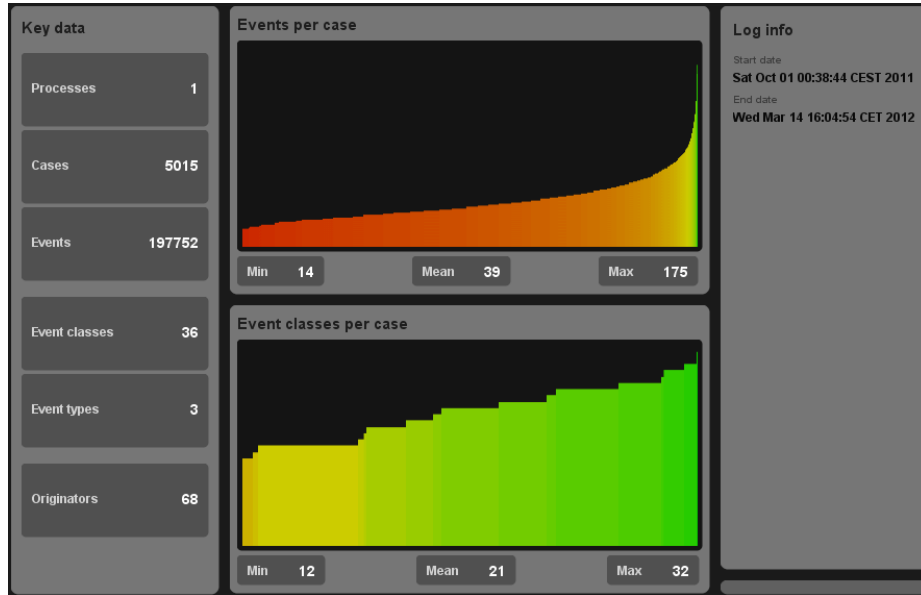 Key data
Processes 1
Cases 5015
Events 197752
Event classes 36
Event types 3
Originators 68
Events per case
Min 14 Mean 39 Max 175
Event classes per case
Min 12 Mean 21 Max 32
Log info
Start date
Sat Oct 01 00:38:44 CEST 2011
End date
Wed Mar 14 16:04:54 CET 2012